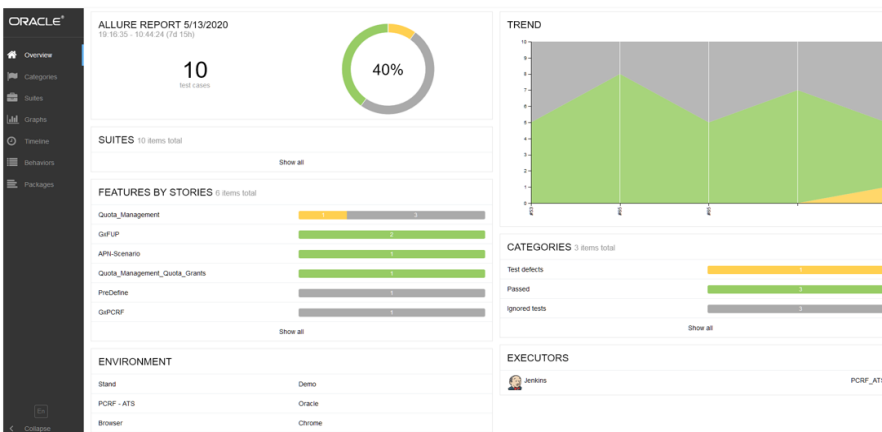 ORACLE®
Overview
Categories
Suites
Graphs
Timeline
Behaviors
Packages
En
Collapse
ALLURE REPORT 5/13/2020
19:16:35 - 10:44:24 (7d 15h)
10
test cases
40%
SUITES 10 items total
Show all
FEATURES BY STORIES 6 items total
Quota_Management 1 3
GxFUP 2
APN-Scenario 1
Quota_Management_Quota_Grants 1
PreDefine 1
GxPCRF 1
Show all
ENVIRONMENT
Stand Demo
PCRF - ATS Oracle
Browser Chrome
TREND
10
9
8
7
6
5
4
3
2
1
0
CATEGORIES 3 items total
Test defects 1
Passed 3
Ignored tests 3
Show all
EXECUTORS
Jenkins PCRF_ATS